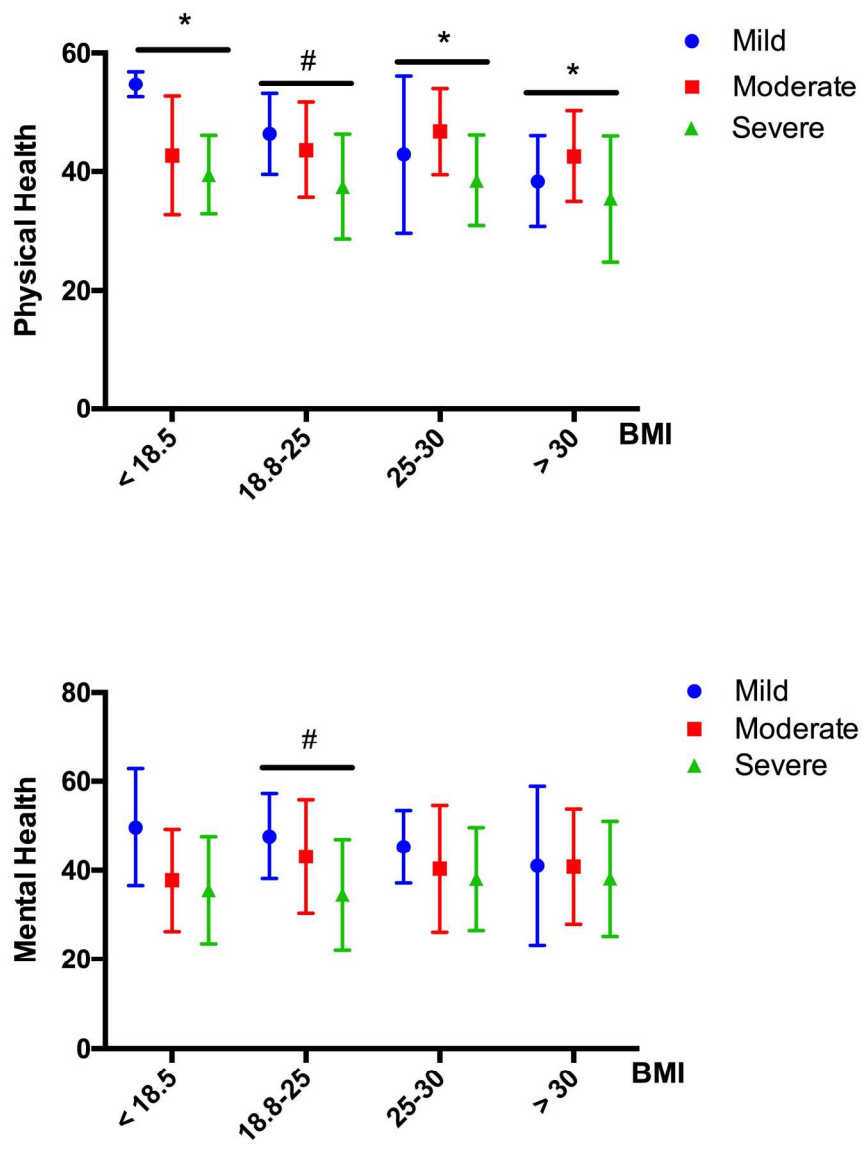 *
#
*
*
Mild
Moderate
Severe
Physical Health
60
40
20
0
< 18.5
18.8-25
25-30
> 30
BMI
#
Mild
Moderate
Severe
Mental Health
80
60
40
20
0
< 18.5
18.8-25
25-30
> 30
BMI